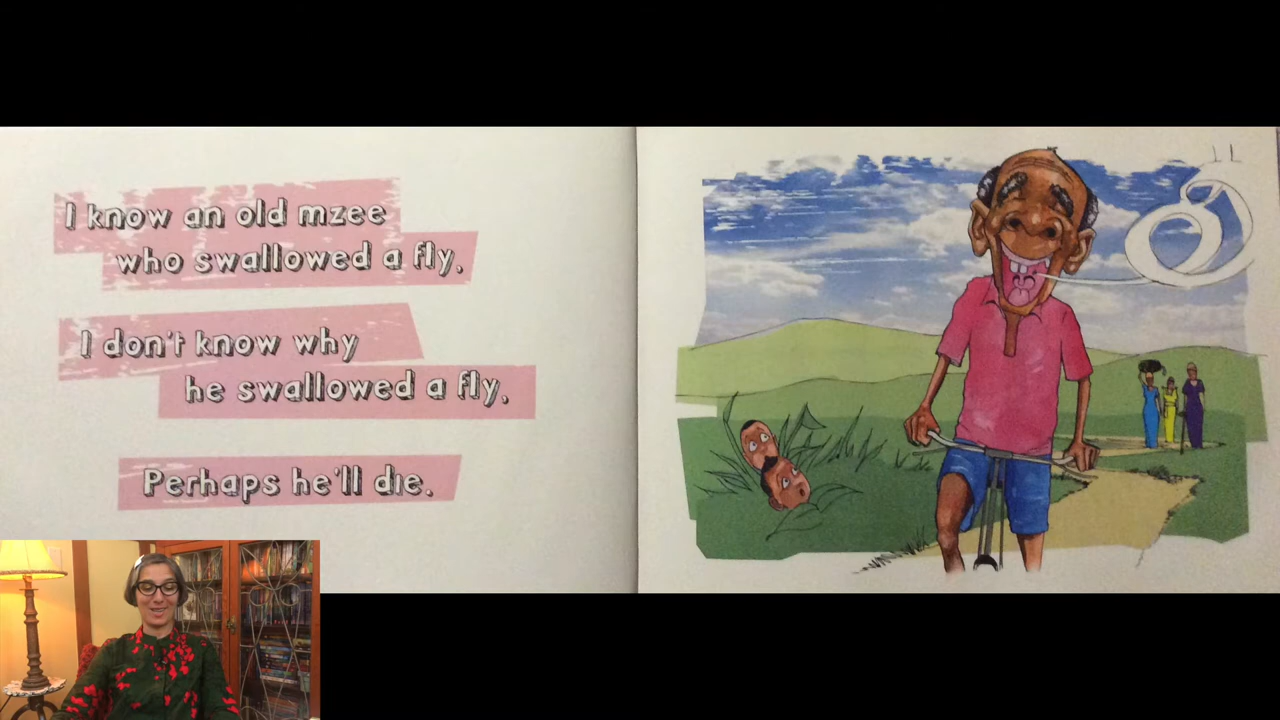 I know an old mzee
who swallowed a fly.
I don't know why
he swallowed a fly.
Perhaps he'll die.